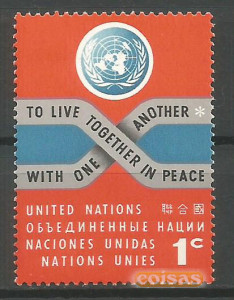 TO LIVE TOGETHER IN PEACE
WITH ONE ANOTHER *
UNITED NATIONS 聯合國
ОБЪЕДИНЕННЫЕ НАЦИИ
NACIONES UNIDAS
NATIONS UNIES
1c
coisas